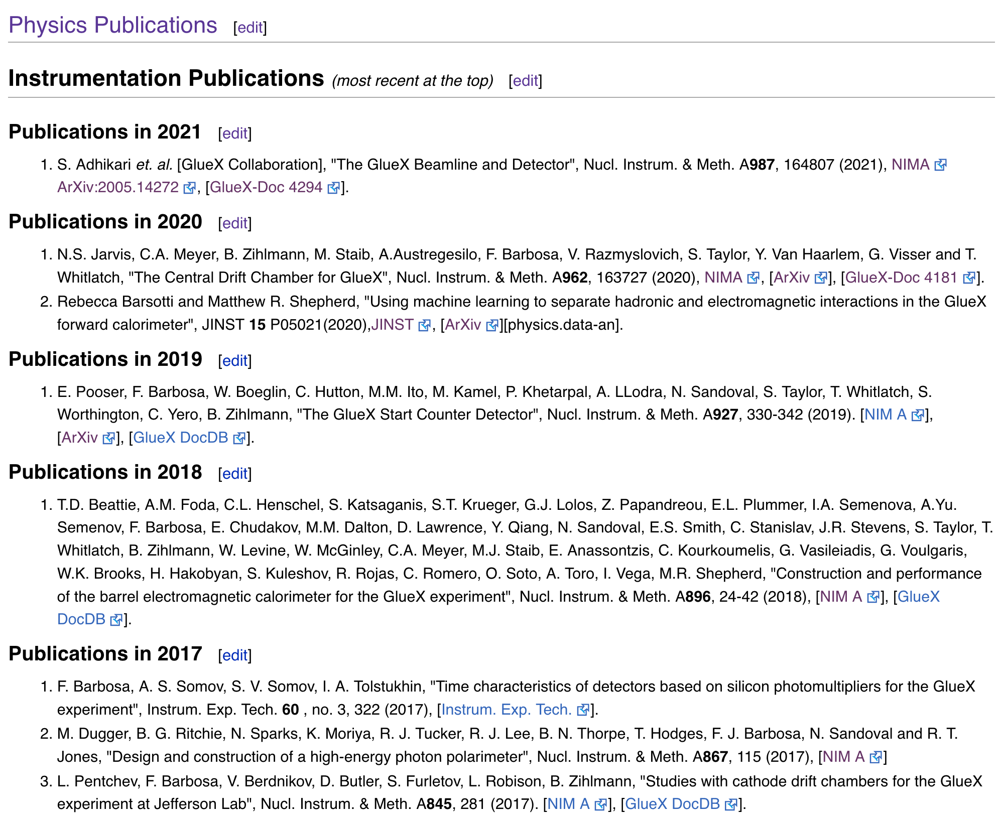 Physics Publications [edit]
Instrumentation Publications (most recent at the top) [edit]
Publications in 2021 [edit]
1. S. Adhikari et. al. [GlueX Collaboration], "The GlueX Beamline and Detector", Nucl. Instrum. & Meth. A987, 164807 (2021), NIMA
ArXiv:2005.14272 , [GlueX-Doc 4294 ].
Publications in 2020 [edit]
1. N.S. Jarvis, C.A. Meyer, B. Zihlmann, M. Staib, A.Austregesilo, F. Barbosa, V. Razmyslovich, S. Taylor, Y. Van Haarlem, G. Visser and T.
Whitlatch, "The Central Drift Chamber for GlueX", Nucl. Instrum. & Meth. A962, 163727 (2020), NIMA , [ArXiv ], [GlueX-Doc 4181 ].
2. Rebecca Barsotti and Matthew R. Shepherd, "Using machine learning to separate hadronic and electromagnetic interactions in the GlueX
forward calorimeter", JINST 15 P05021(2020),JINST , [ArXiv ][physics.data-an].
Publications in 2019 [edit]
1. E. Pooser, F. Barbosa, W. Boeglin, C. Hutton, M.M. Ito, M. Kamel, P. Khetarpal, A. LLodra, N. Sandoval, S. Taylor, T. Whitlatch, S.
Worthington, C. Yero, B. Zihlmann, "The GlueX Start Counter Detector", Nucl. Instrum. & Meth. A927, 330-342 (2019). [NIM A ],
[ArXiv ], [GlueX DocDB ].
Publications in 2018 [edit]
1. T.D. Beattie, A.M. Foda, C.L. Henschel, S. Katsaganis, S.T. Krueger, G.J. Lolos, Z. Papandreou, E.L. Plummer, I.A. Semenova, A.Yu.
Semenov, F. Barbosa, E. Chudakov, M.M. Dalton, D. Lawrence, Y. Qiang, N. Sandoval, E.S. Smith, C. Stanislav, J.R. Stevens, S. Taylor, T.
Whitlatch, B. Zihlmann, W. Levine, W. McGinley, C.A. Meyer, M.J. Staib, E. Anassontzis, C. Kourkoumelis, G. Vasileiadis, G. Voulgaris,
W.K. Brooks, H. Hakobyan, S. Kuleshov, R. Rojas, C. Romero, O. Soto, A. Toro, I. Vega, M.R. Shepherd, "Construction and performance
of the barrel electromagnetic calorimeter for the GlueX experiment", Nucl. Instrum. & Meth. A896, 24-42 (2018), [NIM A ], [GlueX
DocDB ].
Publications in 2017 [edit]
1. F. Barbosa, A. S. Somov, S. V. Somov, I. A. Tolstukhin, "Time characteristics of detectors based on silicon photomultipliers for the GlueX
experiment", Instrum. Exp. Tech. 60 , no. 3, 322 (2017), [Instrum. Exp. Tech. ].
2. M. Dugger, B. G. Ritchie, N. Sparks, K. Moriya, R. J. Tucker, R. J. Lee, B. N. Thorpe, T. Hodges, F. J. Barbosa, N. Sandoval and R. T.
Jones, "Design and construction of a high-energy photon polarimeter", Nucl. Instrum. & Meth. A867, 115 (2017), [NIM A ]
3. L. Pentchev, F. Barbosa, V. Berdnikov, D. Butler, S. Furletov, L. Robison, B. Zihlmann, "Studies with cathode drift chambers for the GlueX
experiment at Jefferson Lab", Nucl. Instrum. & Meth. A845, 281 (2017). [NIM A ], [GlueX DocDB ].